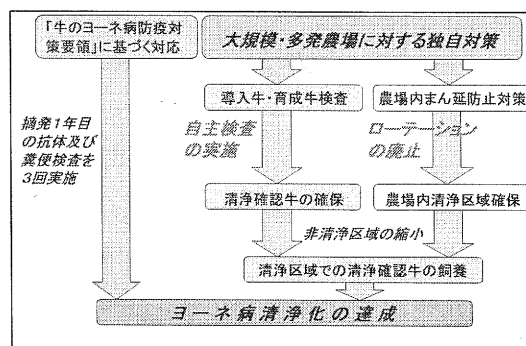 「牛のヨーネ病防疫対
策要領」に基づく対応
大規模・多発農場に対する独自対策
導入牛・育成牛検査
農場内まん延防止対策
摘発1年目
の抗体及び
糞便検査を
3回実施
自主検査
の実施
ローテーション
の廃止
清浄確認牛の確保
農場内清浄区域確保
非清浄区域の縮小
清浄区域での清浄確認牛の飼養
ヨーネ病清浄化の達成